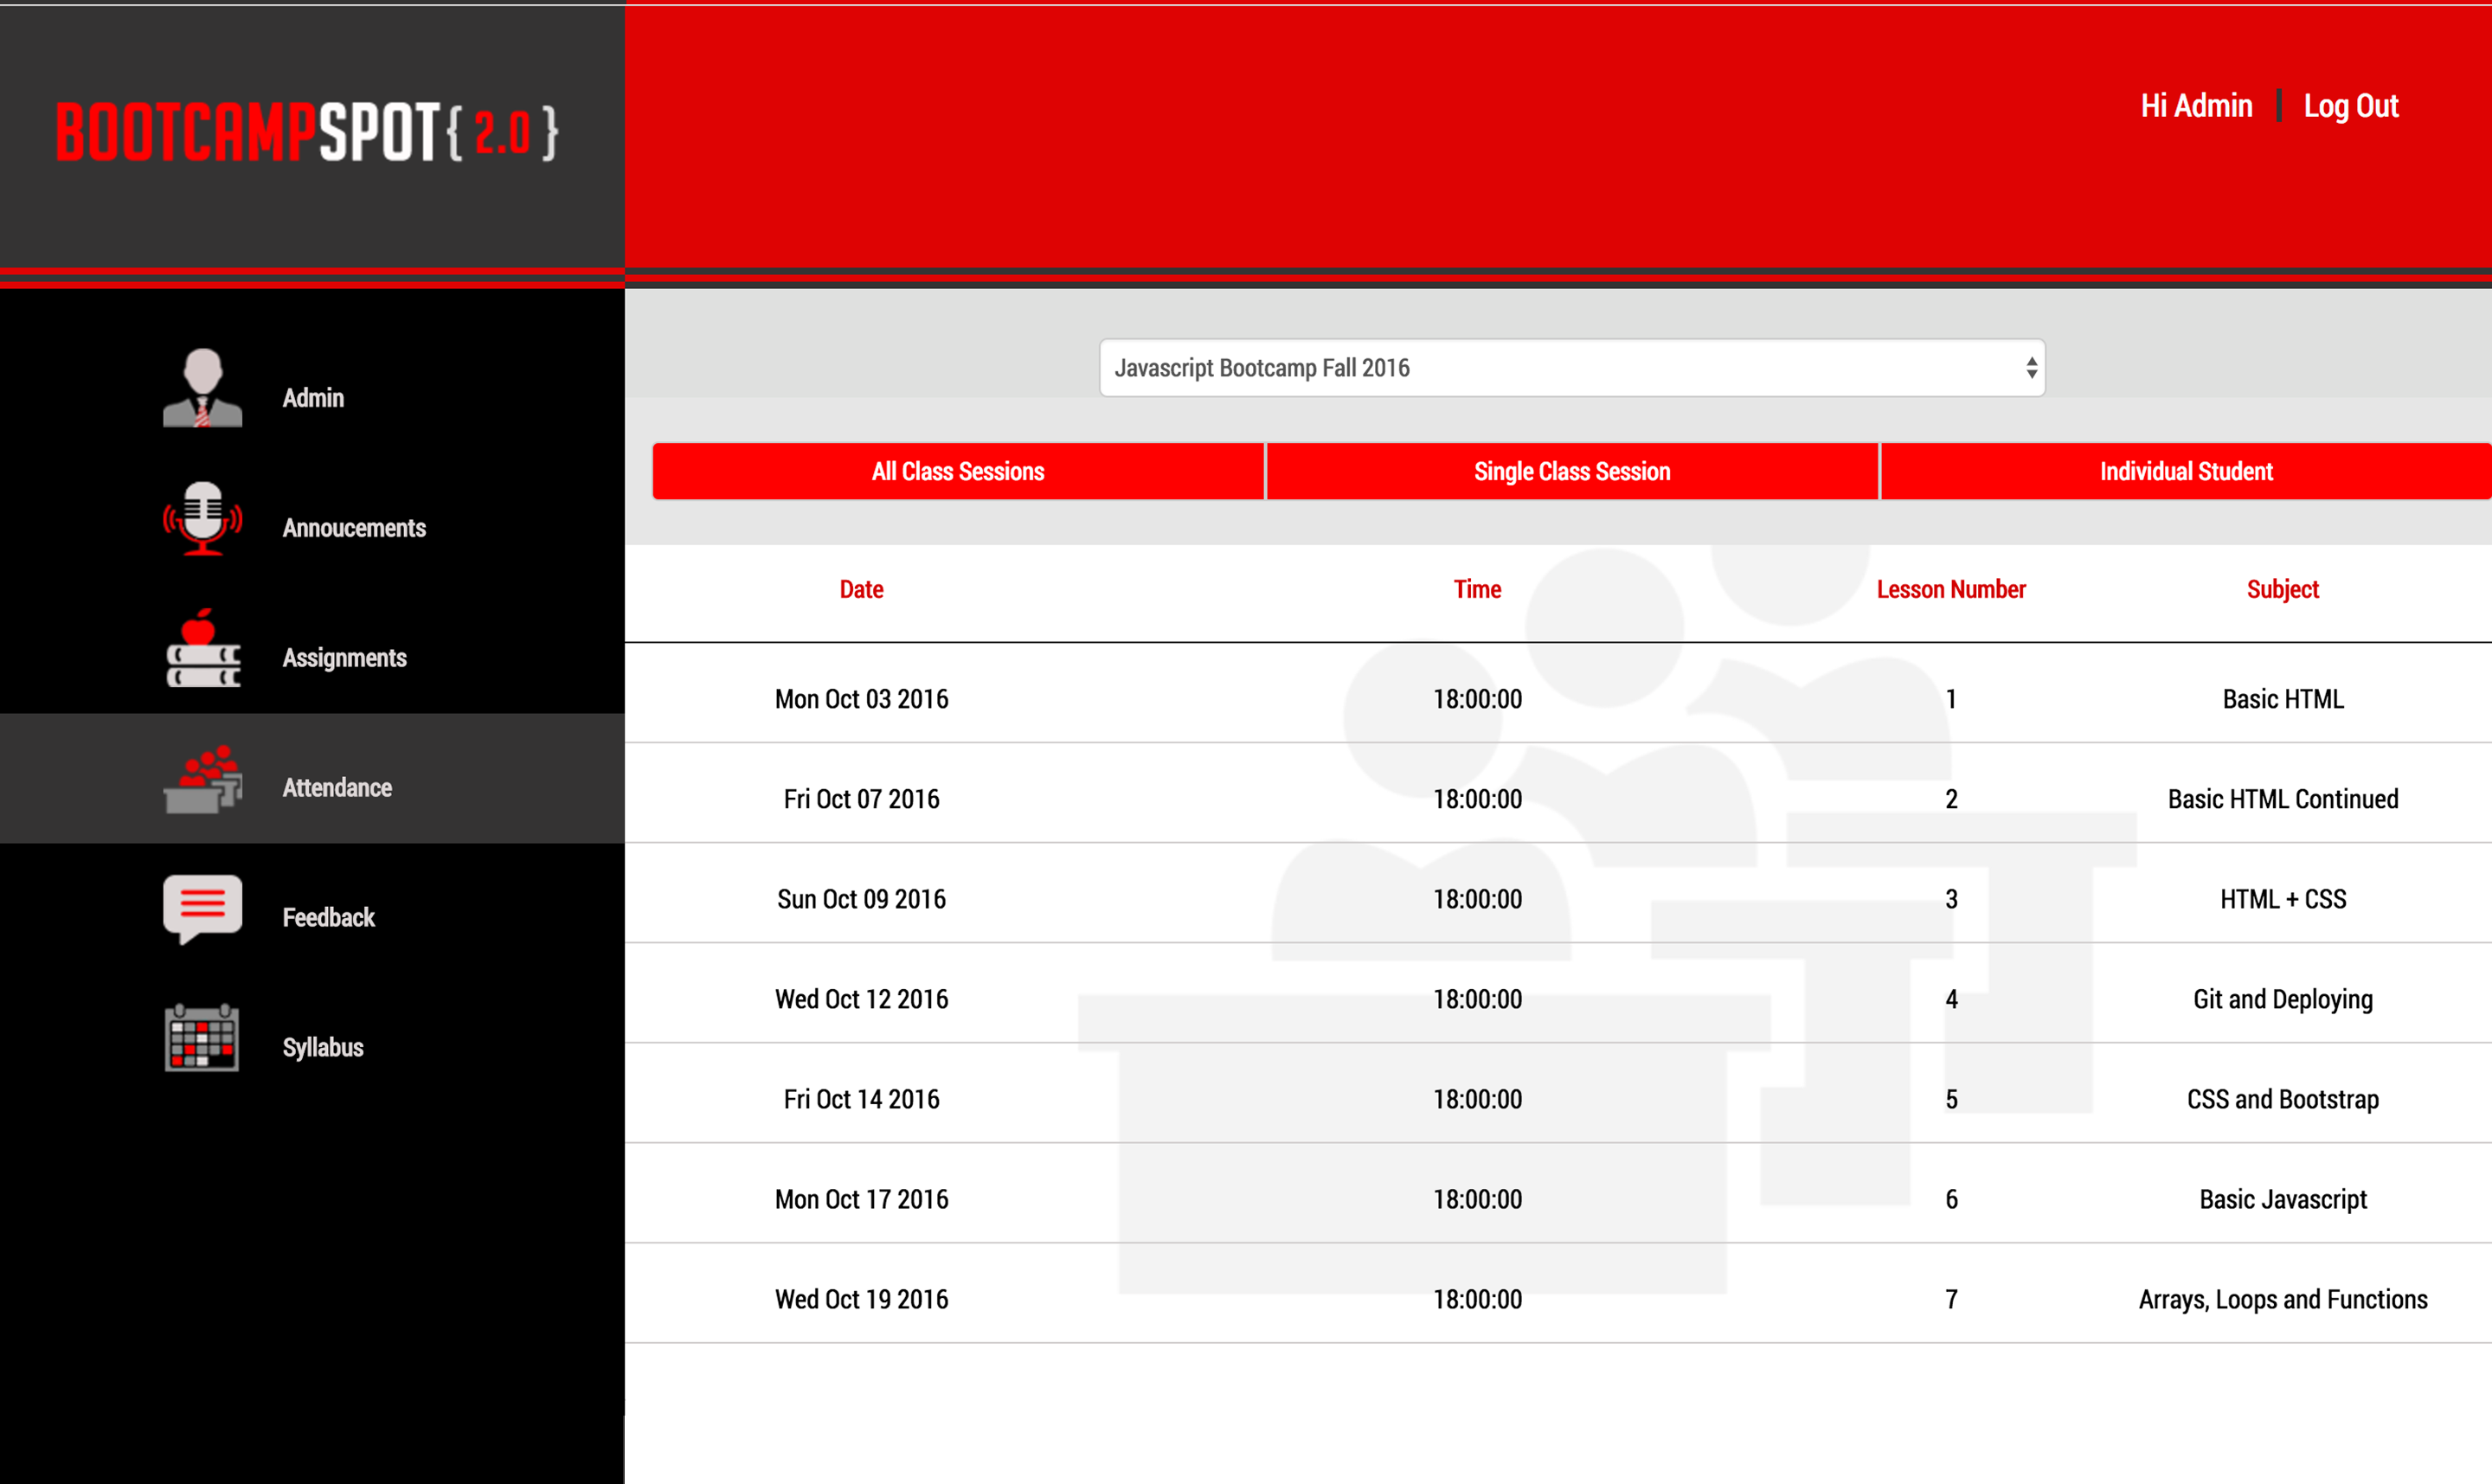 BOOTCAMPSPOT{ 2.0 }
Hi Admin | Log Out
Admin
Annoucements
Assignments
Attendance
Feedback
Syllabus
Javascript Bootcamp Fall 2016
All Class Sessions Single Class Session Individual Student
Date Time Lesson Number Subject
Mon Oct 03 2016 18:00:00 1 Basic HTML
Fri Oct 07 2016 18:00:00 2 Basic HTML Continued
Sun Oct 09 2016 18:00:00 3 HTML + CSS
Wed Oct 12 2016 18:00:00 4 Git and Deploying
Fri Oct 14 2016 18:00:00 5 CSS and Bootstrap
Mon Oct 17 2016 18:00:00 6 Basic Javascript
Wed Oct 19 2016 18:00:00 7 Arrays, Loops and Functions